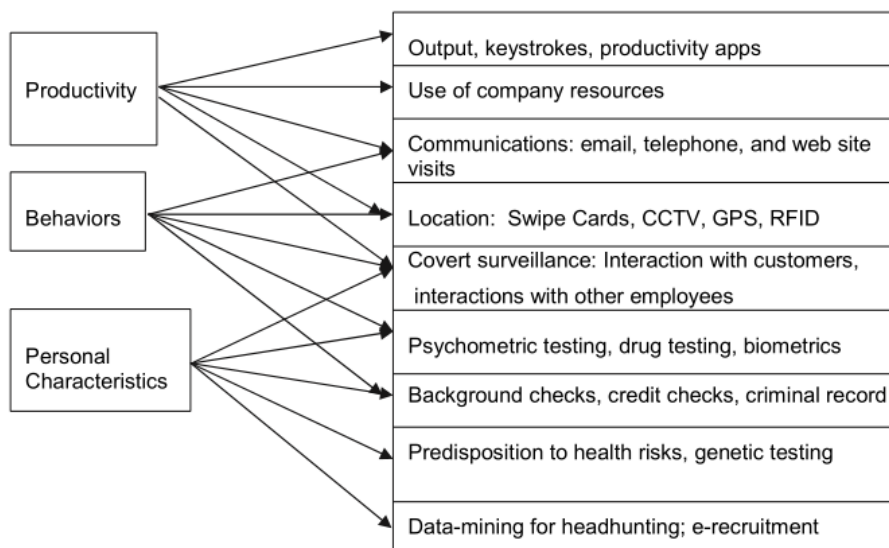 Productivity
Behaviors
Personal
Characteristics
Output, keystrokes, productivity apps
Use of company resources
Communications: email, telephone, and web site
visits
Location: Swipe Cards, CCTV, GPS, RFID
Covert surveillance: Interaction with customers,
interactions with other employees
Psychometric testing, drug testing, biometrics
Background checks, credit checks, criminal record
Predisposition to health risks, genetic testing
Data-mining for headhunting; e-recruitment